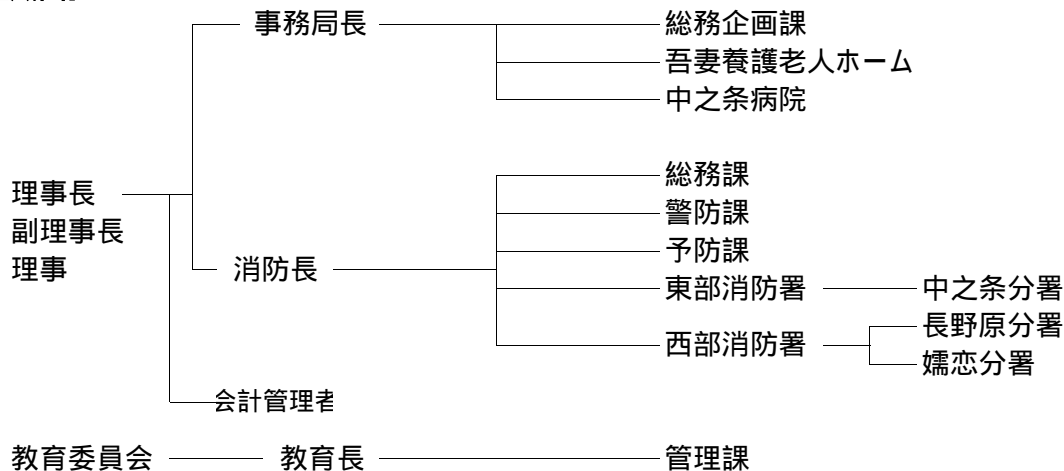 事務局長 総務企画課
吾妻養護老人ホーム
中之条病院
総務課
理事長
警防課
副理事長
予防課
理事 消防長
東部消防署 中之条分署
長野原分署
西部消防署
嬬恋分署
会計管理者
教育委員会 教育長 管理課